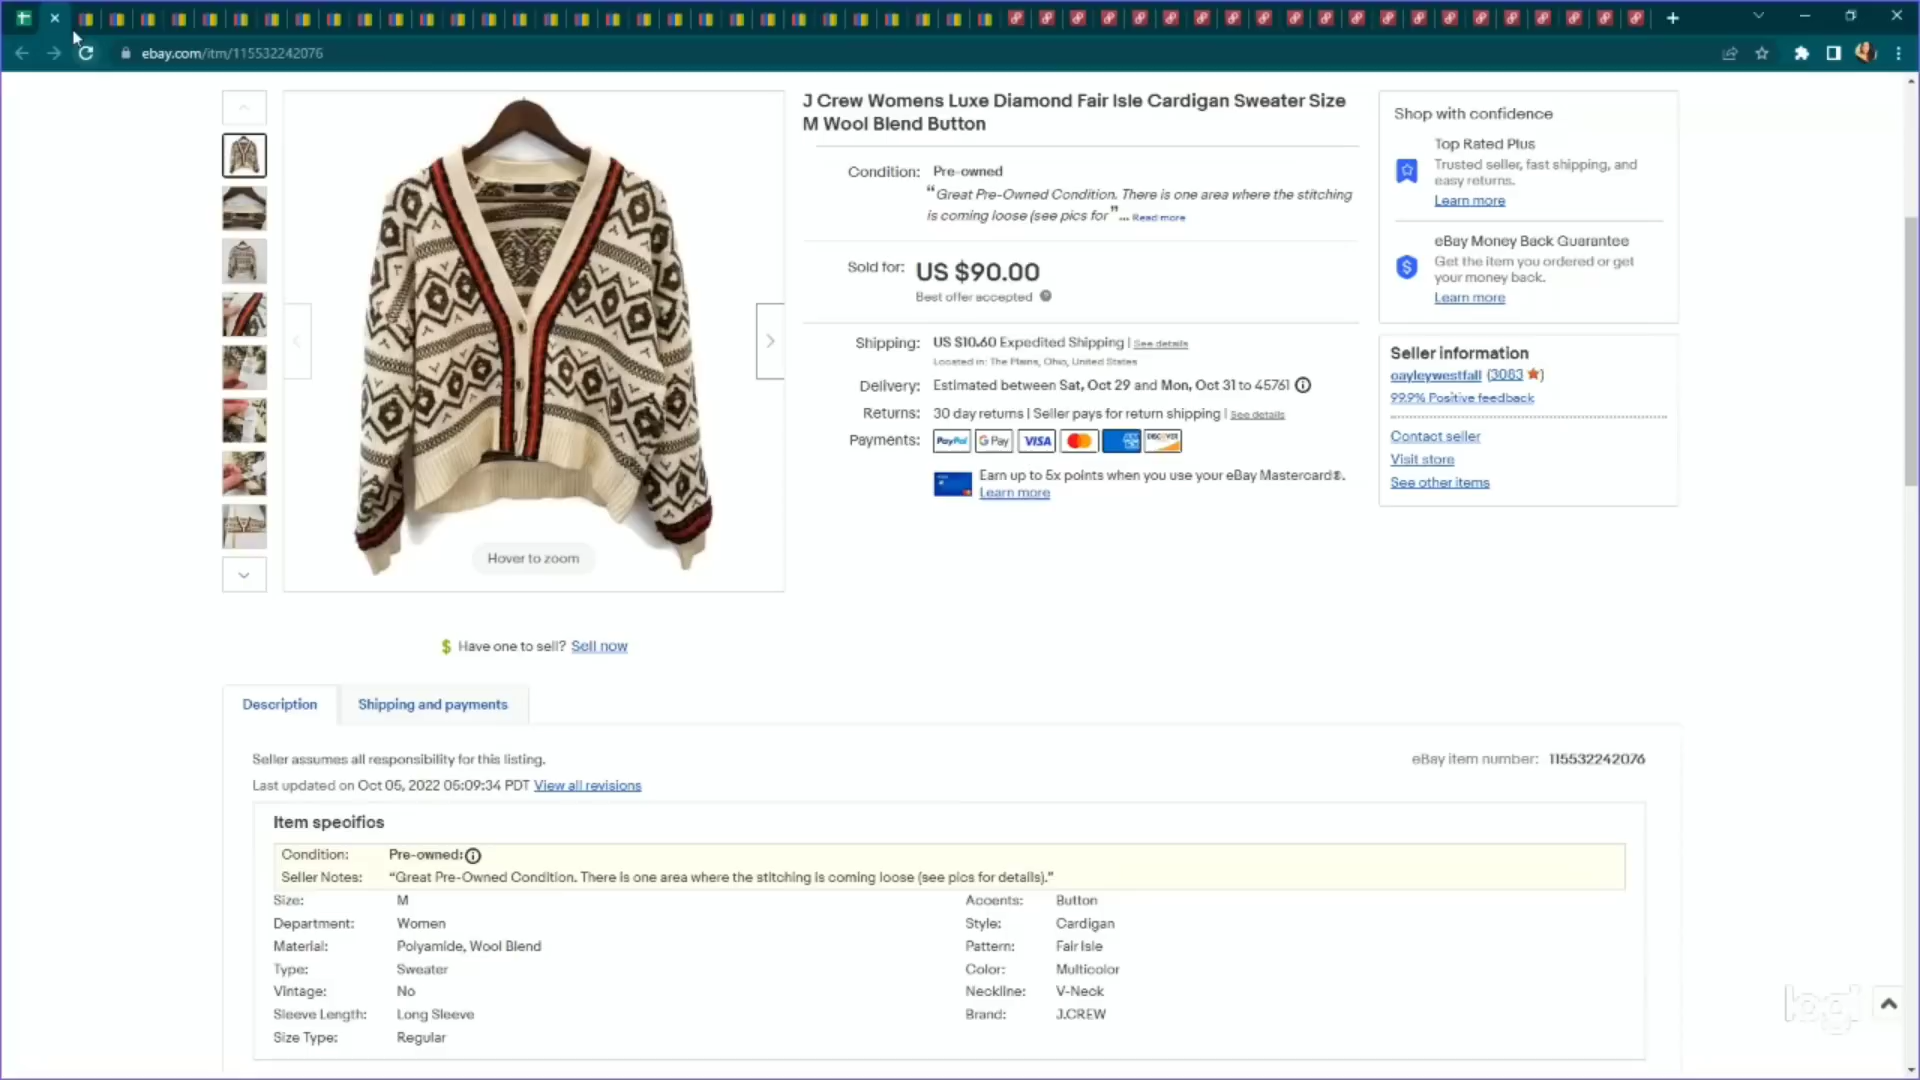 ebay.com/itm/115532242076
J Crew Womens Luxe Diamond Fair Isle Cardigan Sweater Size
M Wool Blend Button
Condition: Pre-owned
“Great Pre-Owned Condition. There is one area where the stitching
is coming loose (see pics for”... Read more
Sold for: US $90.00
Best offer accepted
Shipping: US $10.60 Expedited Shipping | See details
Located in: The Plains, Ohio, United States
Delivery: Estimated between Sat, Oct 29 and Mon, Oct 31 to 45761
Returns: 30 day returns | Seller pays for return shipping | See details
Payments: PayPal G Pay VISA DISCOVER
Earn up to 5x points when you use your eBay Mastercard®.
Learn more
Shop with confidence
Top Rated Plus
Trusted seller, fast shipping, and
easy returns.
Learn more
eBay Money Back Guarantee
Get the item you ordered or get
your money back.
Learn more
Seller information
cayleywestfall (3083)
99.9% Positive feedback
Contact seller
Visit store
See other items
Hover to zoom
$ Have one to sell? Sell now
Description
Shipping and payments
Seller assumes all responsibility for this listing.
eBay item number: 115532242076
Last updated on Oct 05, 2022 05:09:34 PDT View all revisions
Item specifics
Condition: Pre-owned:
Seller Notes: “Great Pre-Owned Condition. There is one area where the stitching is coming loose (see pics for details).”
Size: M
Accents: Button
Department: Women
Style: Cardigan
Material: Polyamide, Wool Blend
Pattern: Fair Isle
Type: Sweater
Color: Multicolor
Vintage: No
Neckline: V-Neck
Sleeve Length: Long Sleeve
Brand: J.CREW
Size Type: Regular